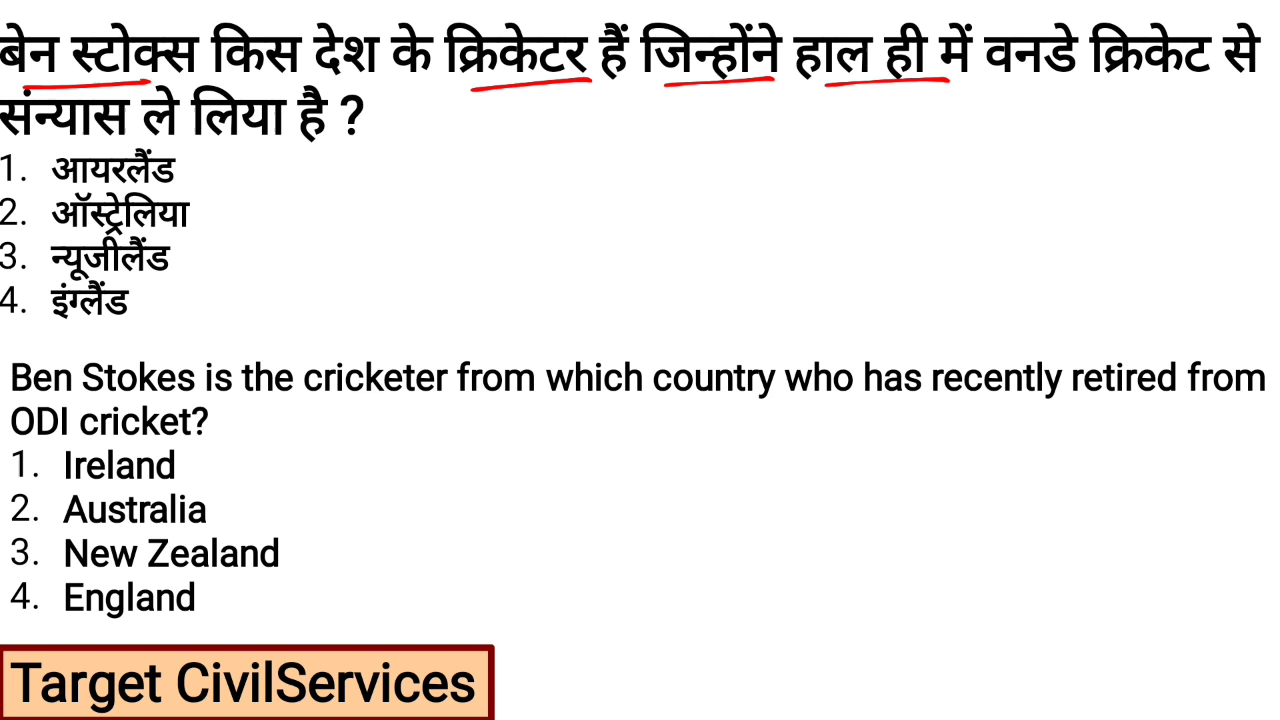 बेन स्टोक्स किस देश के क्रिकेटर हैं जिन्होंने हाल ही में वनडे क्रिकेट से
संन्यास ले लिया है ?
1. आयरलैंड
2. ऑस्ट्रेलिया
3. न्यूजीलैंड
4. इंग्लैंड
Ben Stokes is the cricketer from which country who has recently retired from
ODI cricket?
1. Ireland
2. Australia
3. New Zealand
4. England
Target CivilServices